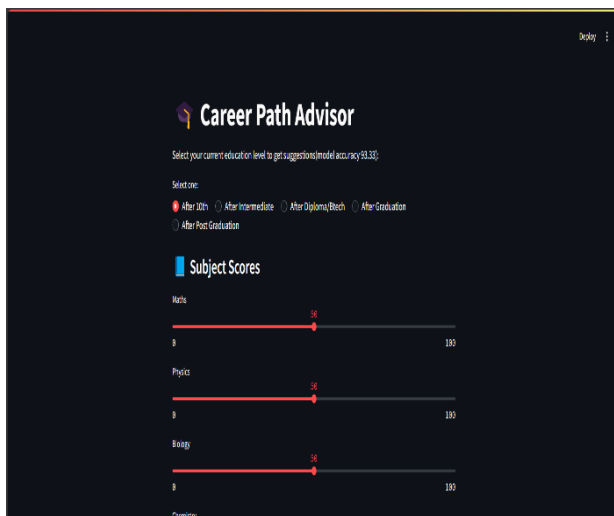 Deploy
Career Path Advisor
Select your current education level to get suggestions(model accuracy 93.33):
Select one:
After 10th After Intermediate After Diploma/Btech After Graduation
After Post Graduation
Subject Scores
Maths
50
0 100
Physics
50
0 100
Biology
50
0 100
Chemistry